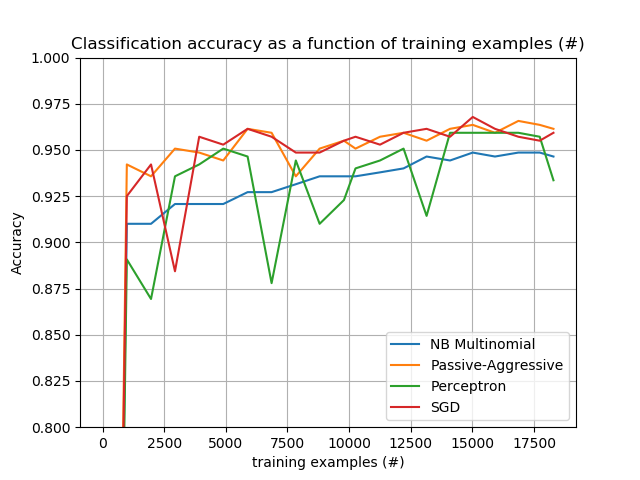 Classification accuracy as a function of training examples (#)
1.000
0.975
0.950
0.925
0.900
0.875
0.850
0.825
0.800
Accuracy
NB Multinomial
Passive-Aggressive
Perceptron
SGD
0 2500 5000 7500 10000 12500 15000 17500
training examples (#)